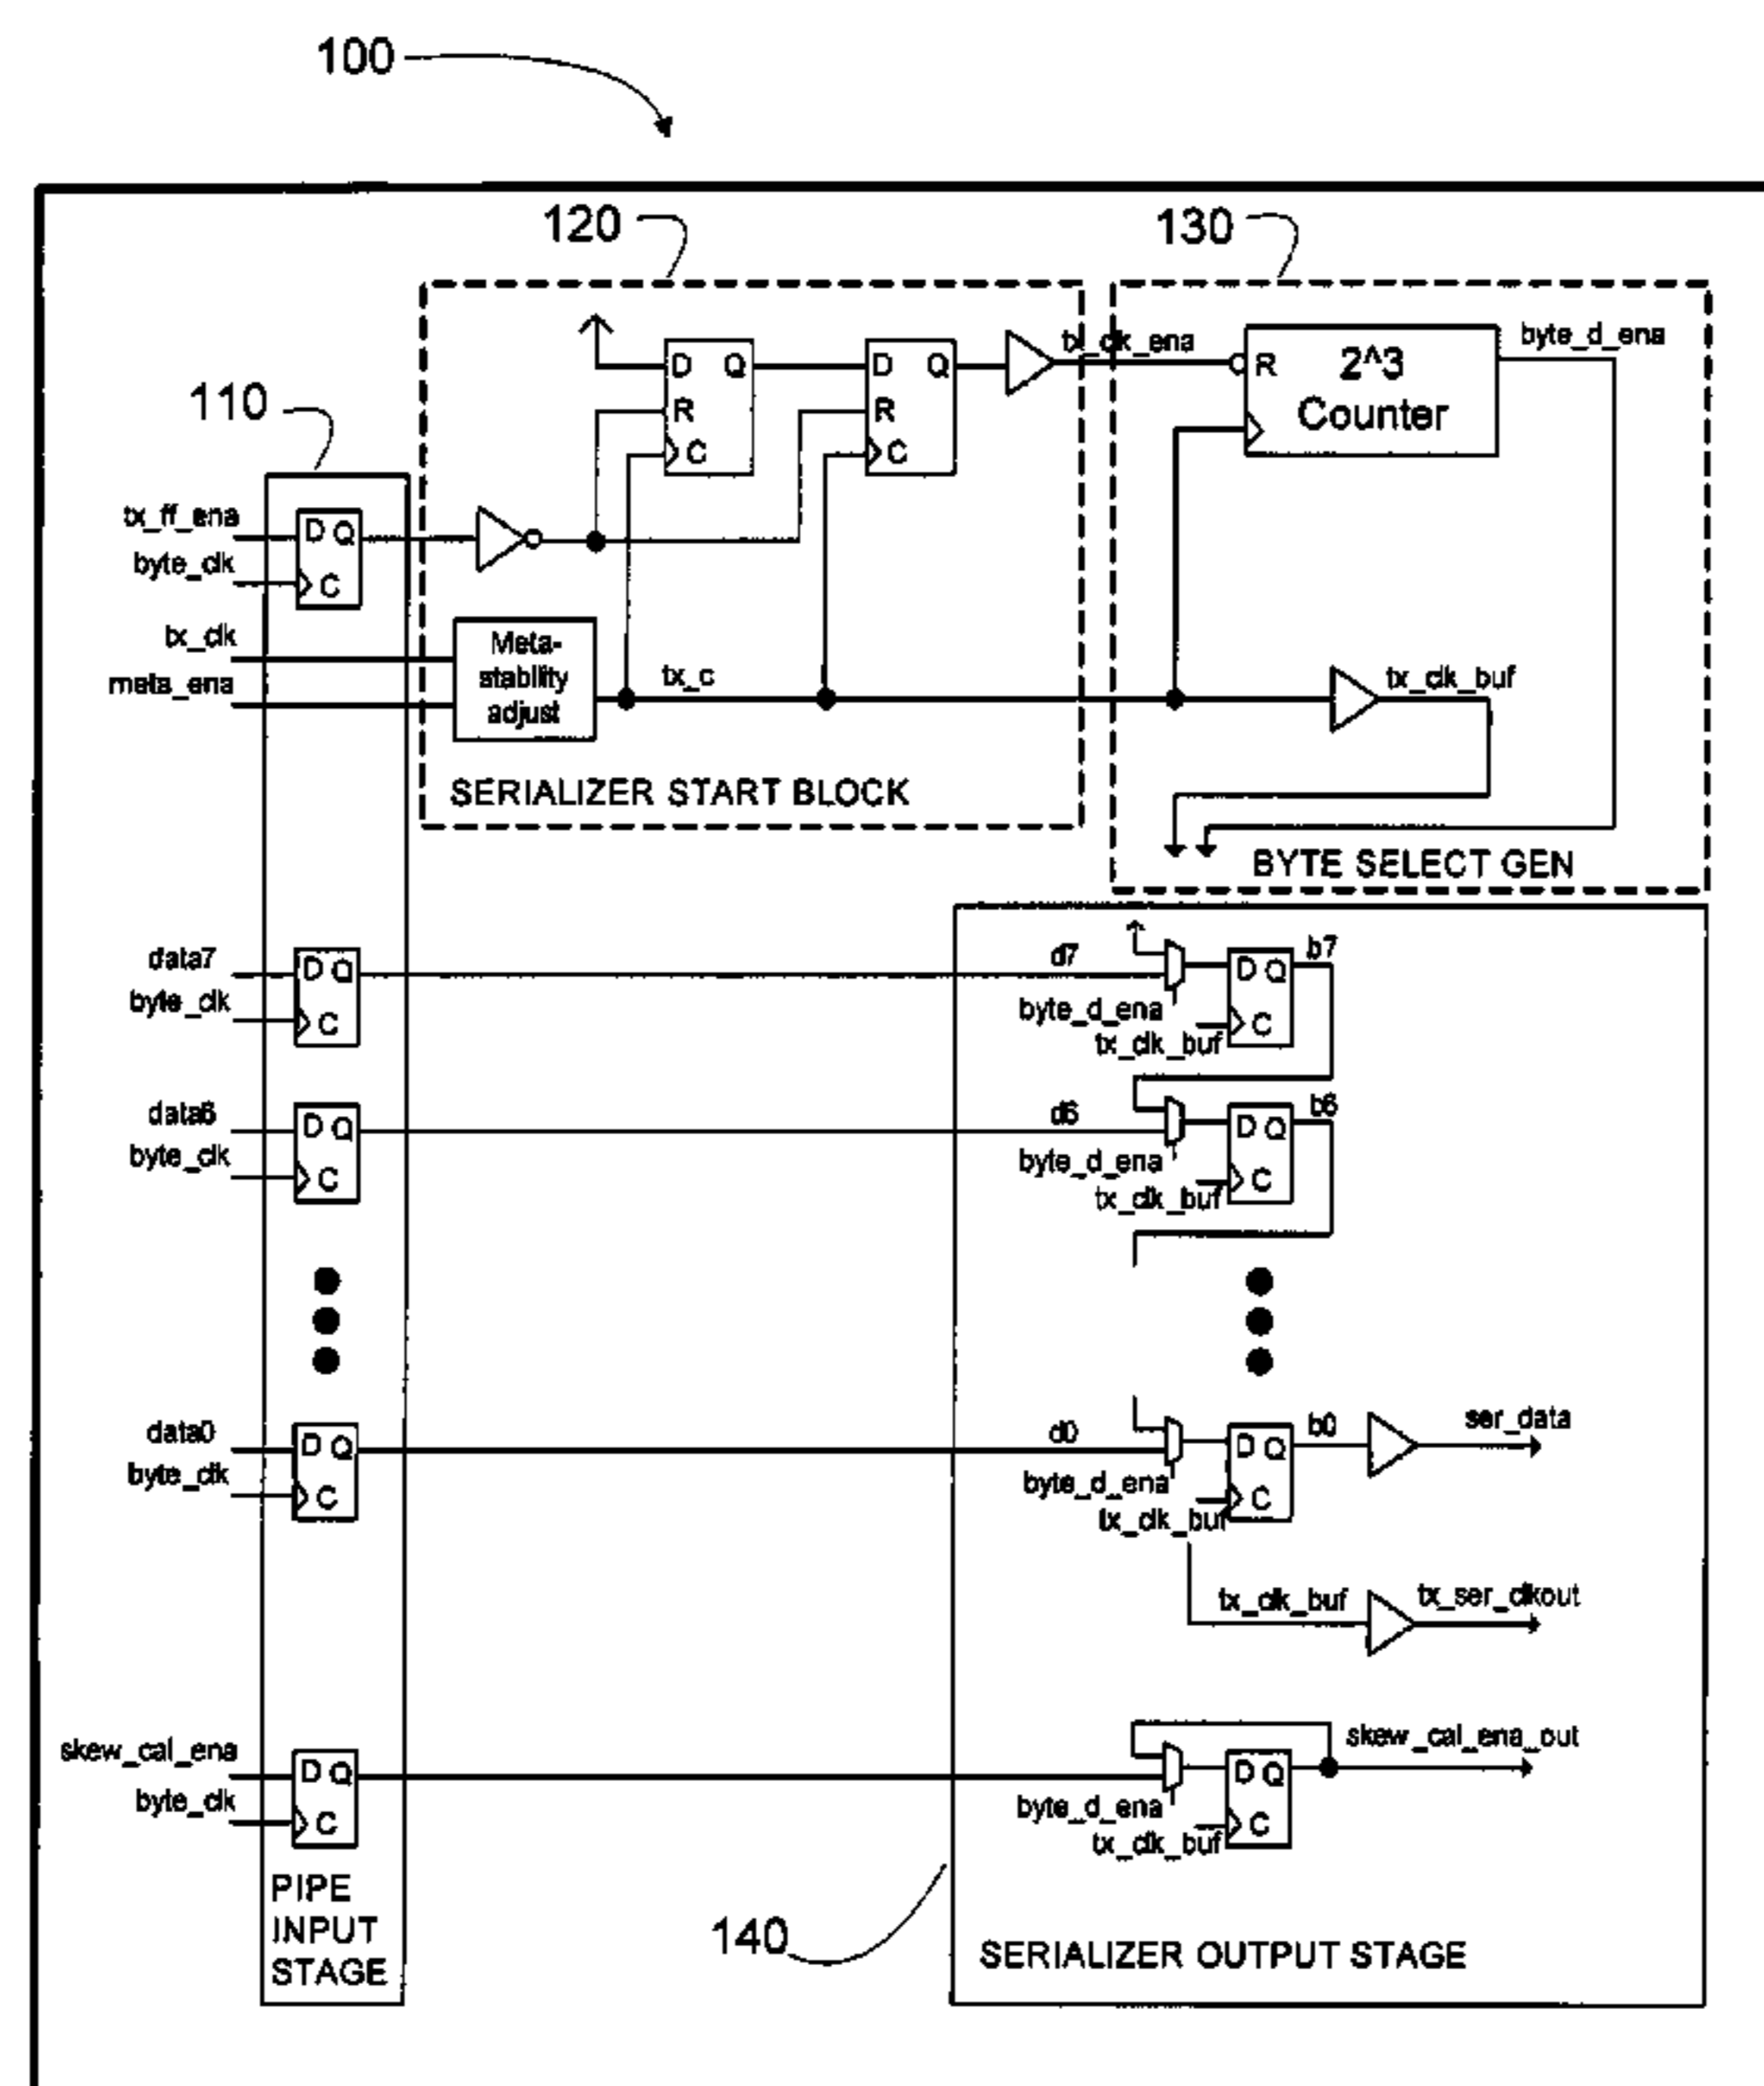 100
120
130
110
tx_clk_ena
byte_d_ena
D Q
R
C
D Q
R
C
R
2^3
Counter
tx_ff_ena
byte_clk
D Q
C
tx_clk
meta_ena
Meta-
stability
adjust
tx_c
tx_clk_buf
SERIALIZER START BLOCK
BYTE SELECT GEN
data7
byte_clk
D Q
C
d7
byte_d_ena
tx_clk_buf
D Q
C
b7
data6
byte_clk
D Q
C
d6
byte_d_ena
tx_clk_buf
D Q
C
b6
data0
byte_clk
D Q
C
d0
byte_d_ena
tx_clk_buf
D Q
C
b0
ser_data
tx_clk_buf
tx_ser_clkout
skew_cal_ena
byte_clk
D Q
C
byte_d_ena
tx_clk_buf
D Q
C
skew_cal_ena_out
PIPE
INPUT
STAGE
140
SERIALIZER OUTPUT STAGE